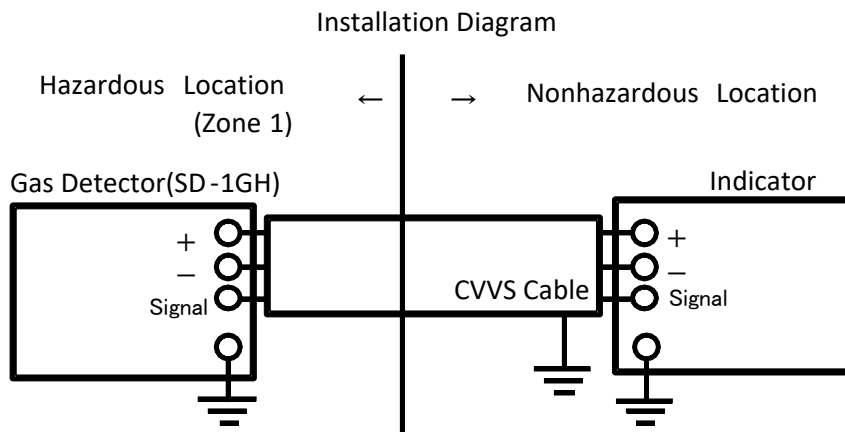 Installation Diagram
Hazardous Location
(Zone 1)
← →
Nonhazardous Location
Gas Detector(SD-1GH)
Indicator
+
−
Signal
CVVS Cable
+
−
Signal